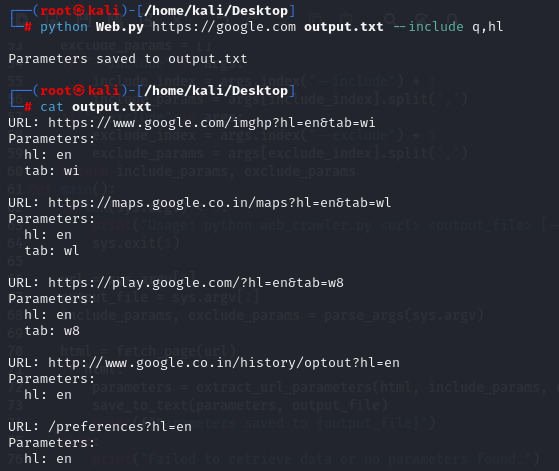 ┌──(root㉿kali)-[/home/kali/Desktop]
└─# python Web.py https://google.com output.txt --include q,hl
Parameters saved to output.txt
┌──(root㉿kali)-[/home/kali/Desktop]
└─# cat output.txt
URL: https://www.google.com/imghp?hl=en&tab=wi
Parameters:
  hl: en
  tab: wi
URL: https://maps.google.co.in/maps?hl=en&tab=wl
Parameters:
  hl: en
  tab: wl
URL: https://play.google.com/?hl=en&tab=w8
Parameters:
  hl: en
  tab: w8
URL: http://www.google.co.in/history/optout?hl=en
Parameters:
  hl: en
URL: /preferences?hl=en
Parameters:
  hl: en